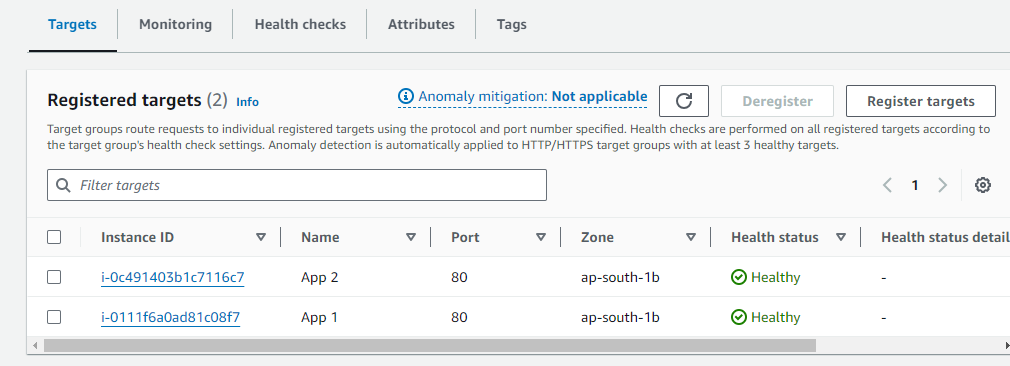 Targets Monitoring Health checks Attributes Tags
Registered targets (2) Info Anomaly mitigation: Not applicable Deregister Register targets
Target groups route requests to individual registered targets using the protocol and port number specified. Health checks are performed on all registered targets according to
the target group's health check settings. Anomaly detection is automatically applied to HTTP/HTTPS target groups with at least 3 healthy targets.
Filter targets 1
Instance ID Name Port Zone Health status Health status detail
i-0c491403b1c7116c7 App 2 80 ap-south-1b Healthy -
i-0111f6a0ad81c08f7 App 1 80 ap-south-1b Healthy -